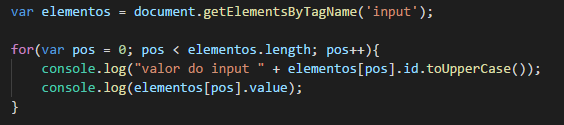 var elementos = document.getElementsByTagName('input');
for(var pos = 0; pos < elementos.length; pos++){
console.log("valor do input " + elementos[pos].id.toUpperCase());
console.log(elementos[pos].value);
}